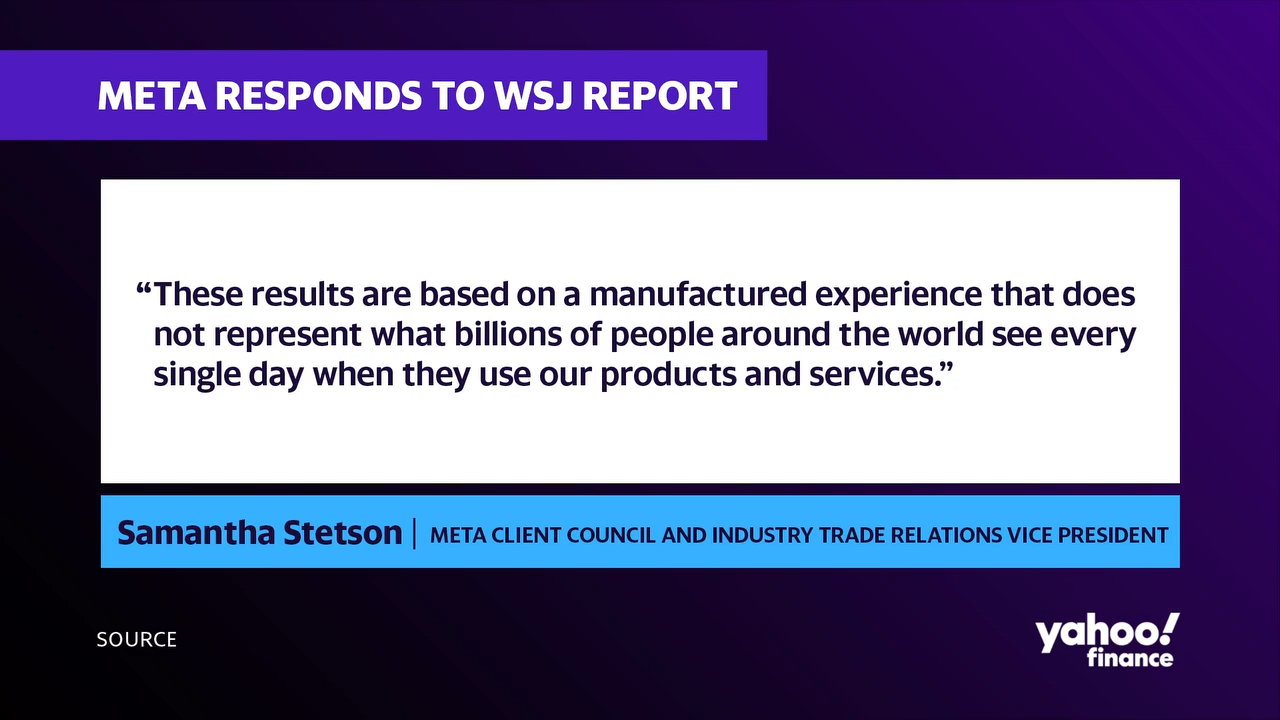 META RESPONDS TO WSJ REPORT
“These results are based on a manufactured experience that does
not represent what billions of people around the world see every
single day when they use our products and services.”
Samantha Stetson | META CLIENT COUNCIL AND INDUSTRY TRADE RELATIONS VICE PRESIDENT
SOURCE
yahoo!
finance